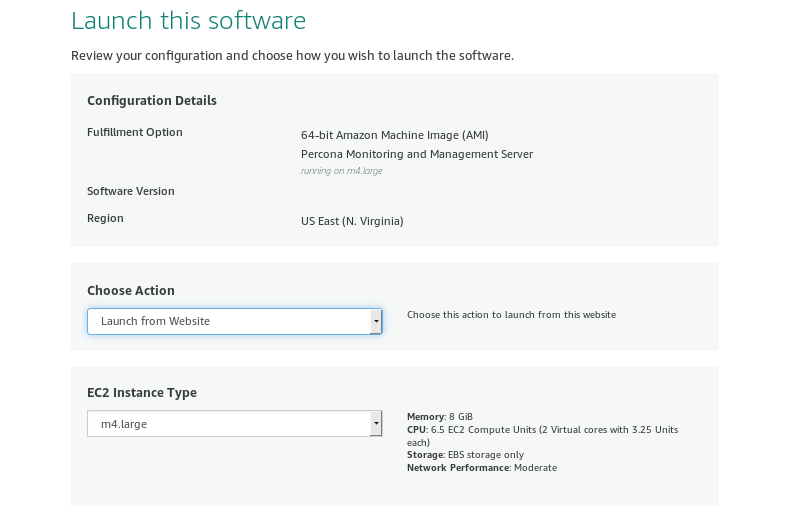 Launch this software
Review your configuration and choose how you wish to launch the software.
Configuration Details
Fulfillment Option
64-bit Amazon Machine Image (AMI)
Percona Monitoring and Management Server
running on m4.large
Software Version
Region
US East (N. Virginia)
Choose Action
Launch from Website
Choose this action to launch from this website
EC2 Instance Type
m4.large
Memory: 8 GiB
CPU: 6.5 EC2 Compute Units (2 Virtual cores with 3.25 Units
each)
Storage: EBS storage only
Network Performance: Moderate